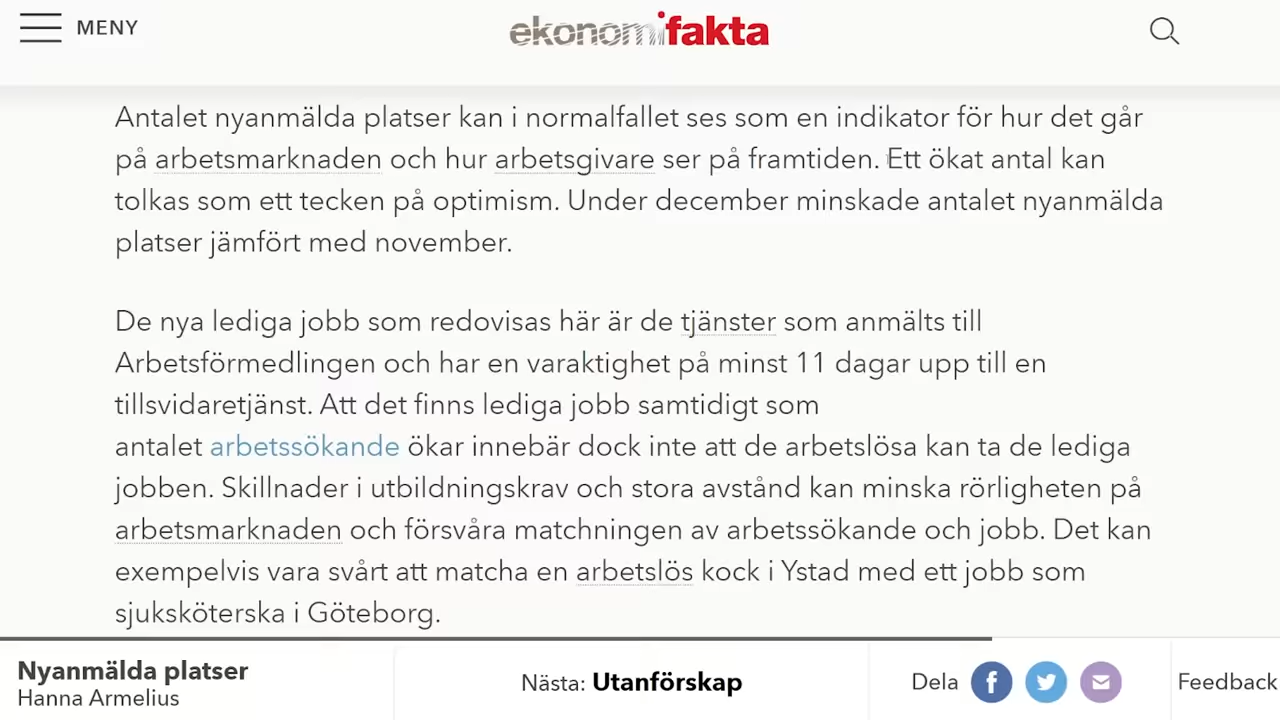 MENY
ekonomifakta
Antalet nyanmälda platser kan i normalfallet ses som en indikator för hur det går
på arbetsmarknaden och hur arbetsgivare ser på framtiden. Ett ökat antal kan
tolkas som ett tecken på optimism. Under december minskade antalet nyanmälda
platser jämfört med november.
De nya lediga jobb som redovisas här är de tjänster som anmälts till
Arbetsförmedlingen och har en varaktighet på minst 11 dagar upp till en
tillsvidaretjänst. Att det finns lediga jobb samtidigt som
antalet arbetssökande ökar innebär dock inte att de arbetslösa kan ta de lediga
jobben. Skillnader i utbildningskrav och stora avstånd kan minska rörligheten på
arbetsmarknaden och försvåra matchningen av arbetssökande och jobb. Det kan
exempelvis vara svårt att matcha en arbetslös kock i Ystad med ett jobb som
sjuksköterska i Göteborg.
Nyanmälda platser
Hanna Armelius
Nästa: Utanförskap
Dela
Feedback